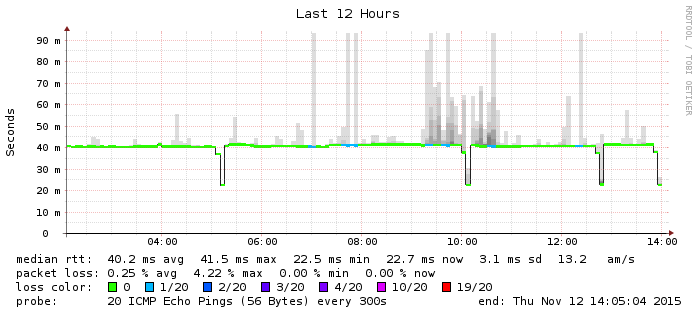 Last 12 Hours
RRDTOOL / TOBI OETIKER
Seconds
90 m
80 m
70 m
60 m
50 m
40 m
30 m
20 m
10 m
0
04:00 06:00 08:00 10:00 12:00 14:00
median rtt: 40.2 ms avg 41.5 ms max 22.5 ms min 22.7 ms now 3.1 ms sd 13.2 am/s
packet loss: 0.25 % avg 4.22 % max 0.00 % min 0.00 % now
loss color: 0 1/20 2/20 3/20 4/20 10/20 19/20
probe: 20 ICMP Echo Pings (56 Bytes) every 300s end: Thu Nov 12 14:05:04 2015